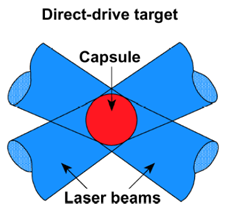 Direct-drive target
Capsule
Laser beams